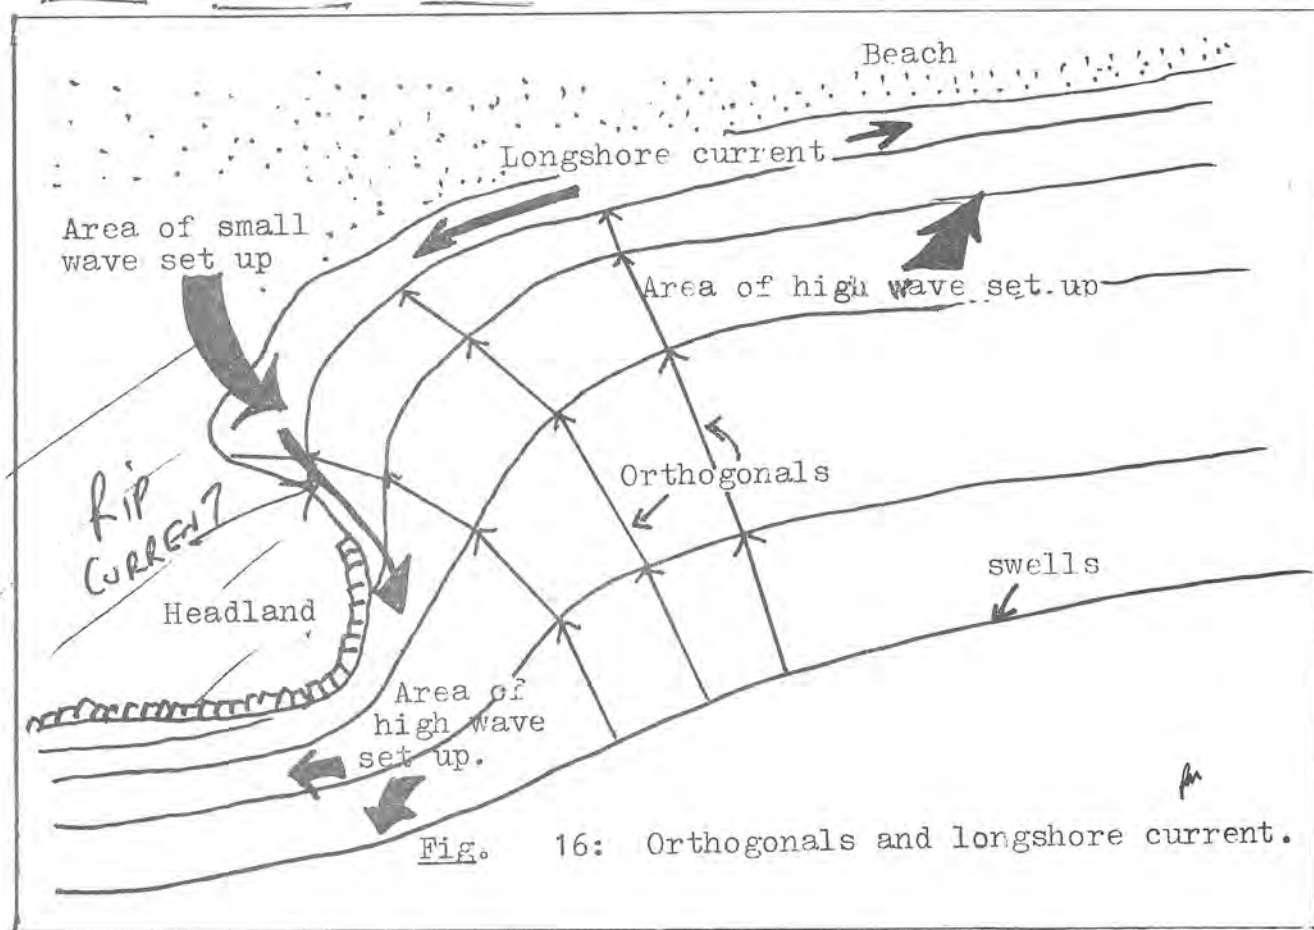 Beach
Longshore current
Area of small
wave set up
Area of high wave set up
Orthogonals
RiP
CURRENT
swells
Headland
Area of
high wave
set up.
Fig. 16: Orthogonals and longshore current.